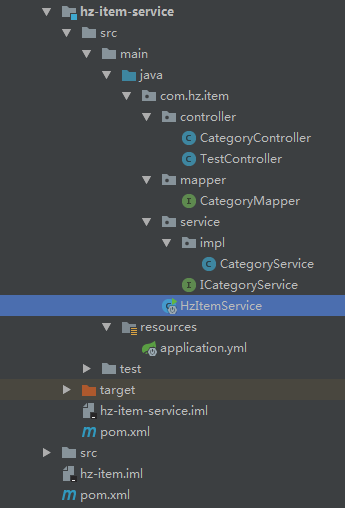 hz-item-service
src
main
java
com.hz.item
controller
CategoryController
TestController
mapper
CategoryMapper
service
impl
CategoryService
ICategoryService
HzItemService
resources
application.yml
test
target
hz-item-service.iml
pom.xml
src
hz-item.iml
pom.xml